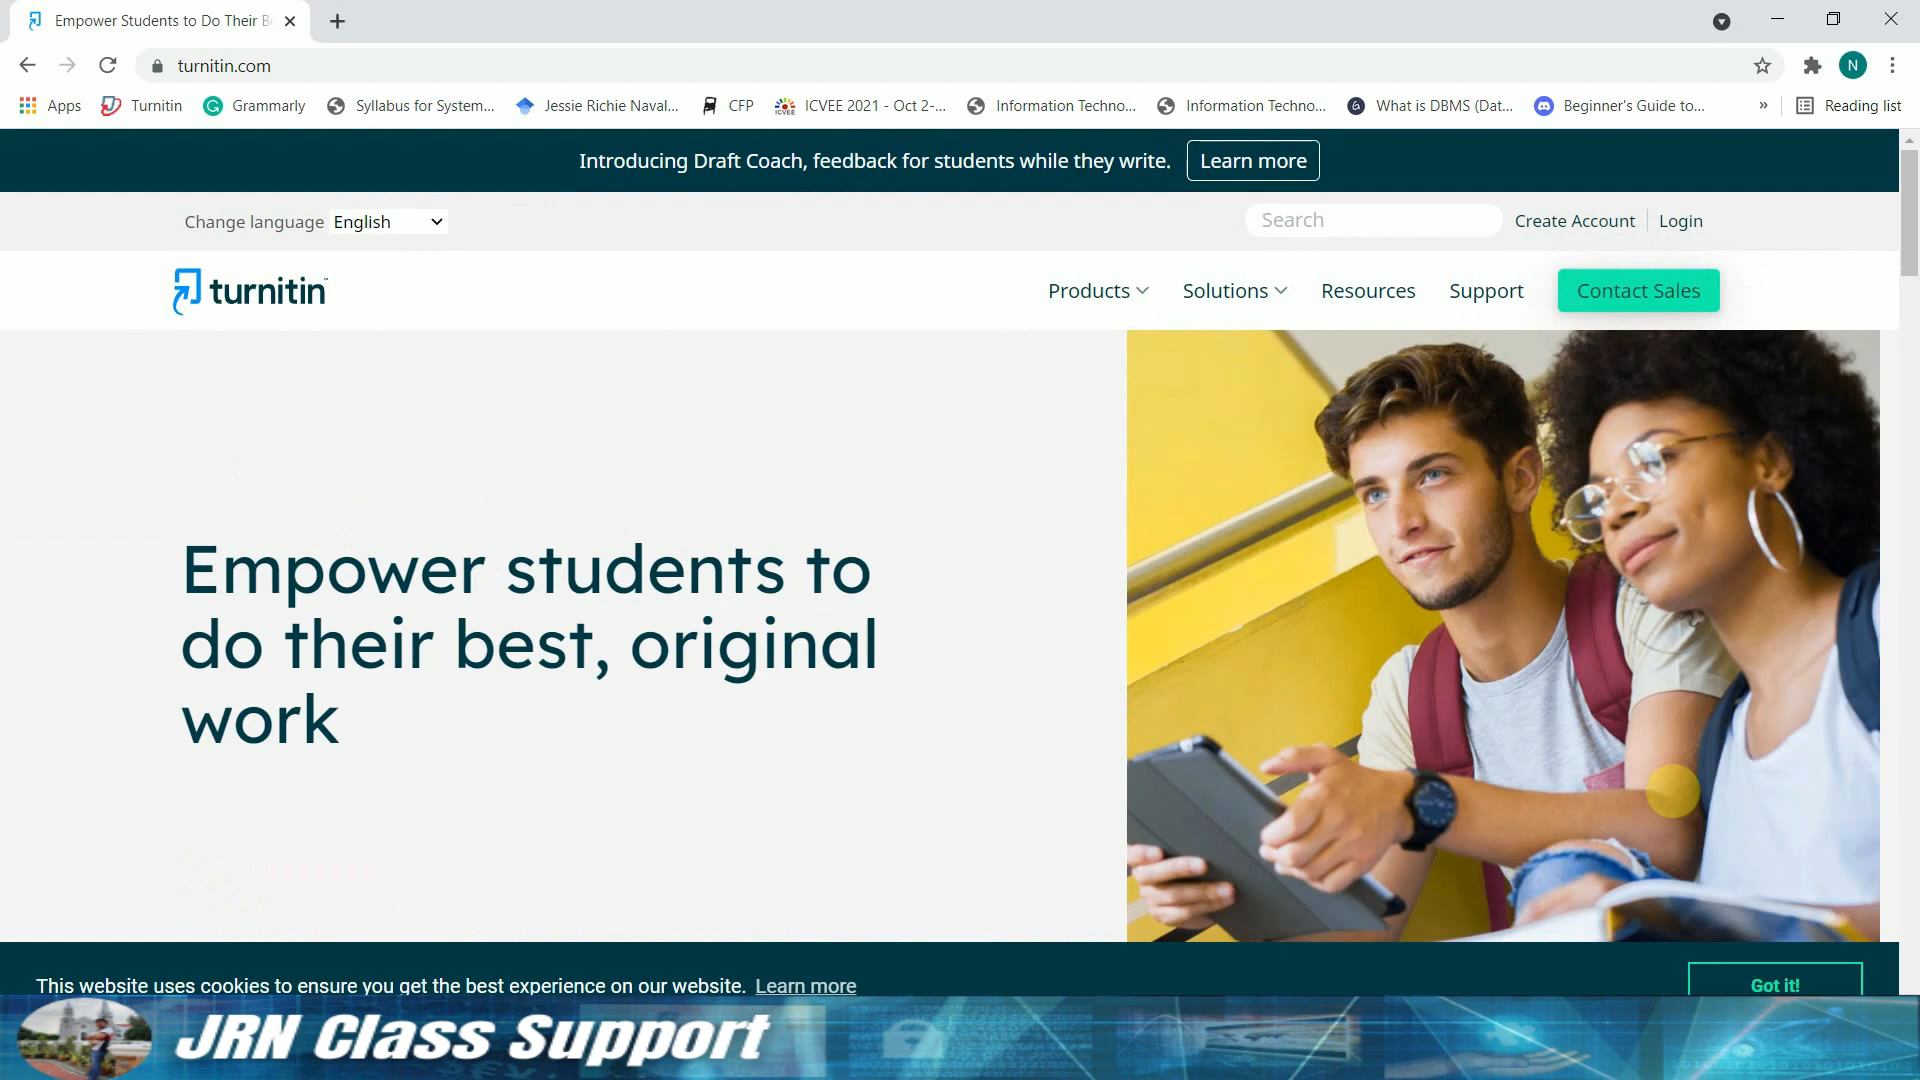 Empower Students to Do Their B
turnitin.com
N
Apps
Turnitin
Grammarly
Syllabus for System...
Jessie Richie Naval...
CFP
ICVEE 2021 - Oct 2-...
Information Techno...
Information Techno...
What is DBMS (Dat...
Beginner's Guide to...
»
Reading list
Introducing Draft Coach, feedback for students while they write.
Learn more
Change language
English
Search
Create Account
Login
turnitin
Products
Solutions
Resources
Support
Contact Sales
Empower students to
do their best, original
work
This website uses cookies to ensure you get the best experience on our website. Learn more
Got it!
JRN Class Support